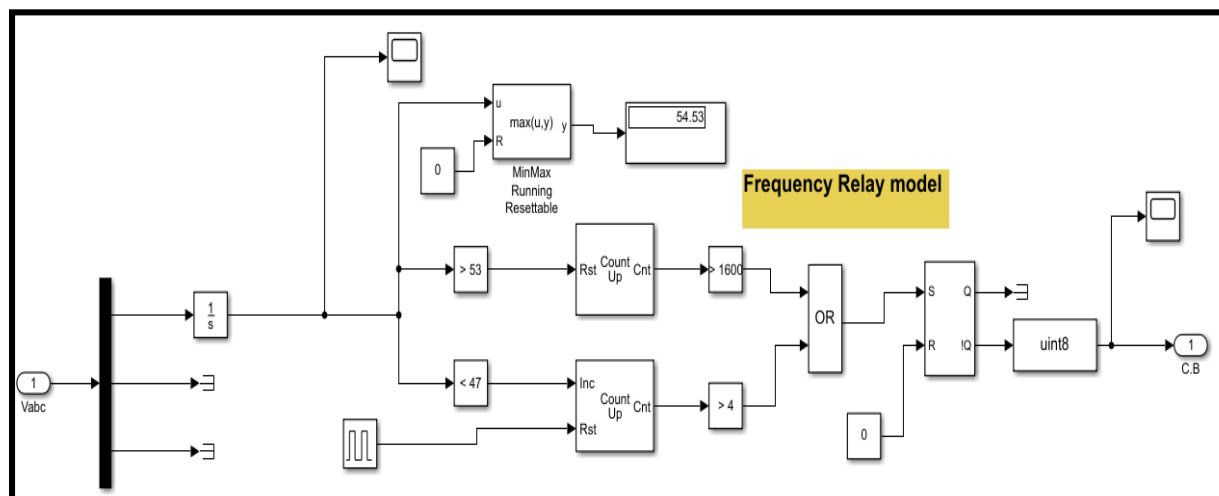 u
R
max(u,y)
y
54.53
0
MinMax
Running
Resettable
Frequency Relay model
> 53
Rst
Count
Up
Cnt
> 1600
OR
S
Q
R
!Q
uint8
1
C.B
1
s
1
Vabc
< 47
Inc
Rst
Count
Up
Cnt
> 4
0